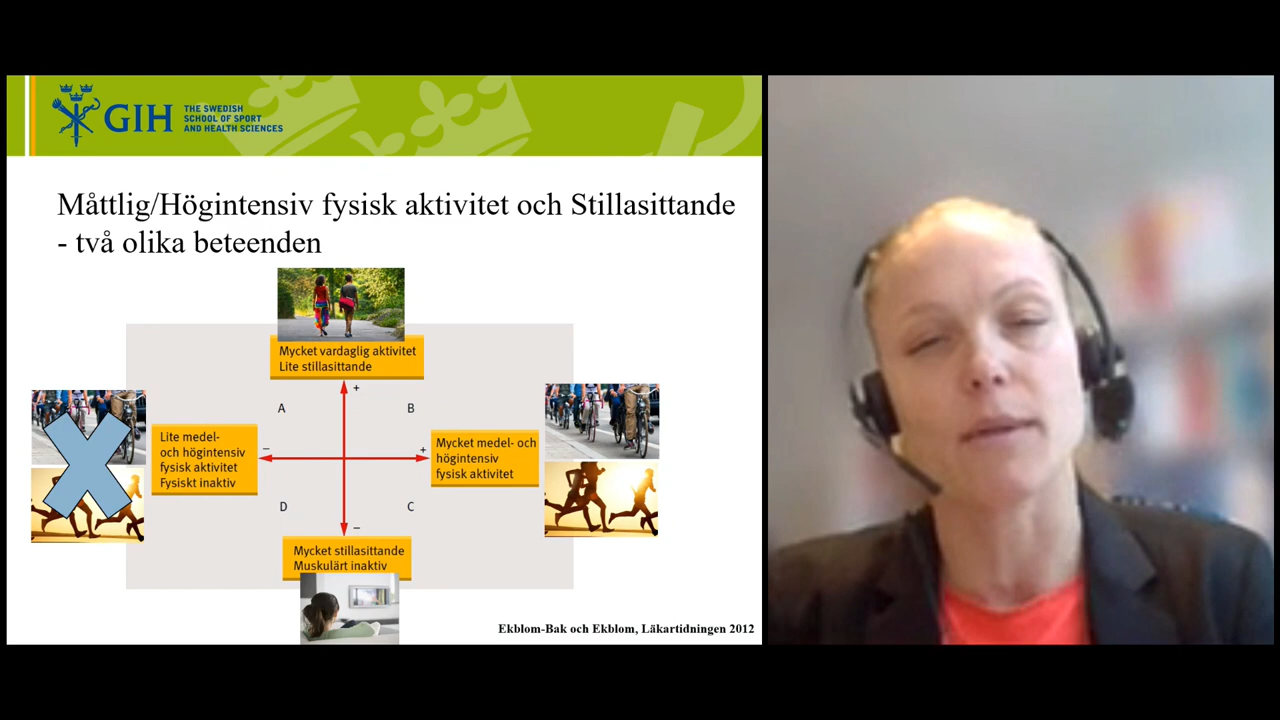 GIH
THE SWEDISH
SCHOOL OF SPORT
AND HEALTH SCIENCES
Måttlig/Högintensiv fysisk aktivitet och Stillasittande
- två olika beteenden
Mycket vardaglig aktivitet
Lite stillasittande
+
A
B
Lite medel-
och högintensiv
fysisk aktivitet
Fysiskt inaktiv
–
+
Mycket medel- och
högintensiv
fysisk aktivitet
D
C
–
Mycket stillasittande
Muskulärt inaktiv
Ekblom-Bak och Ekblom, Läkartidningen 2012